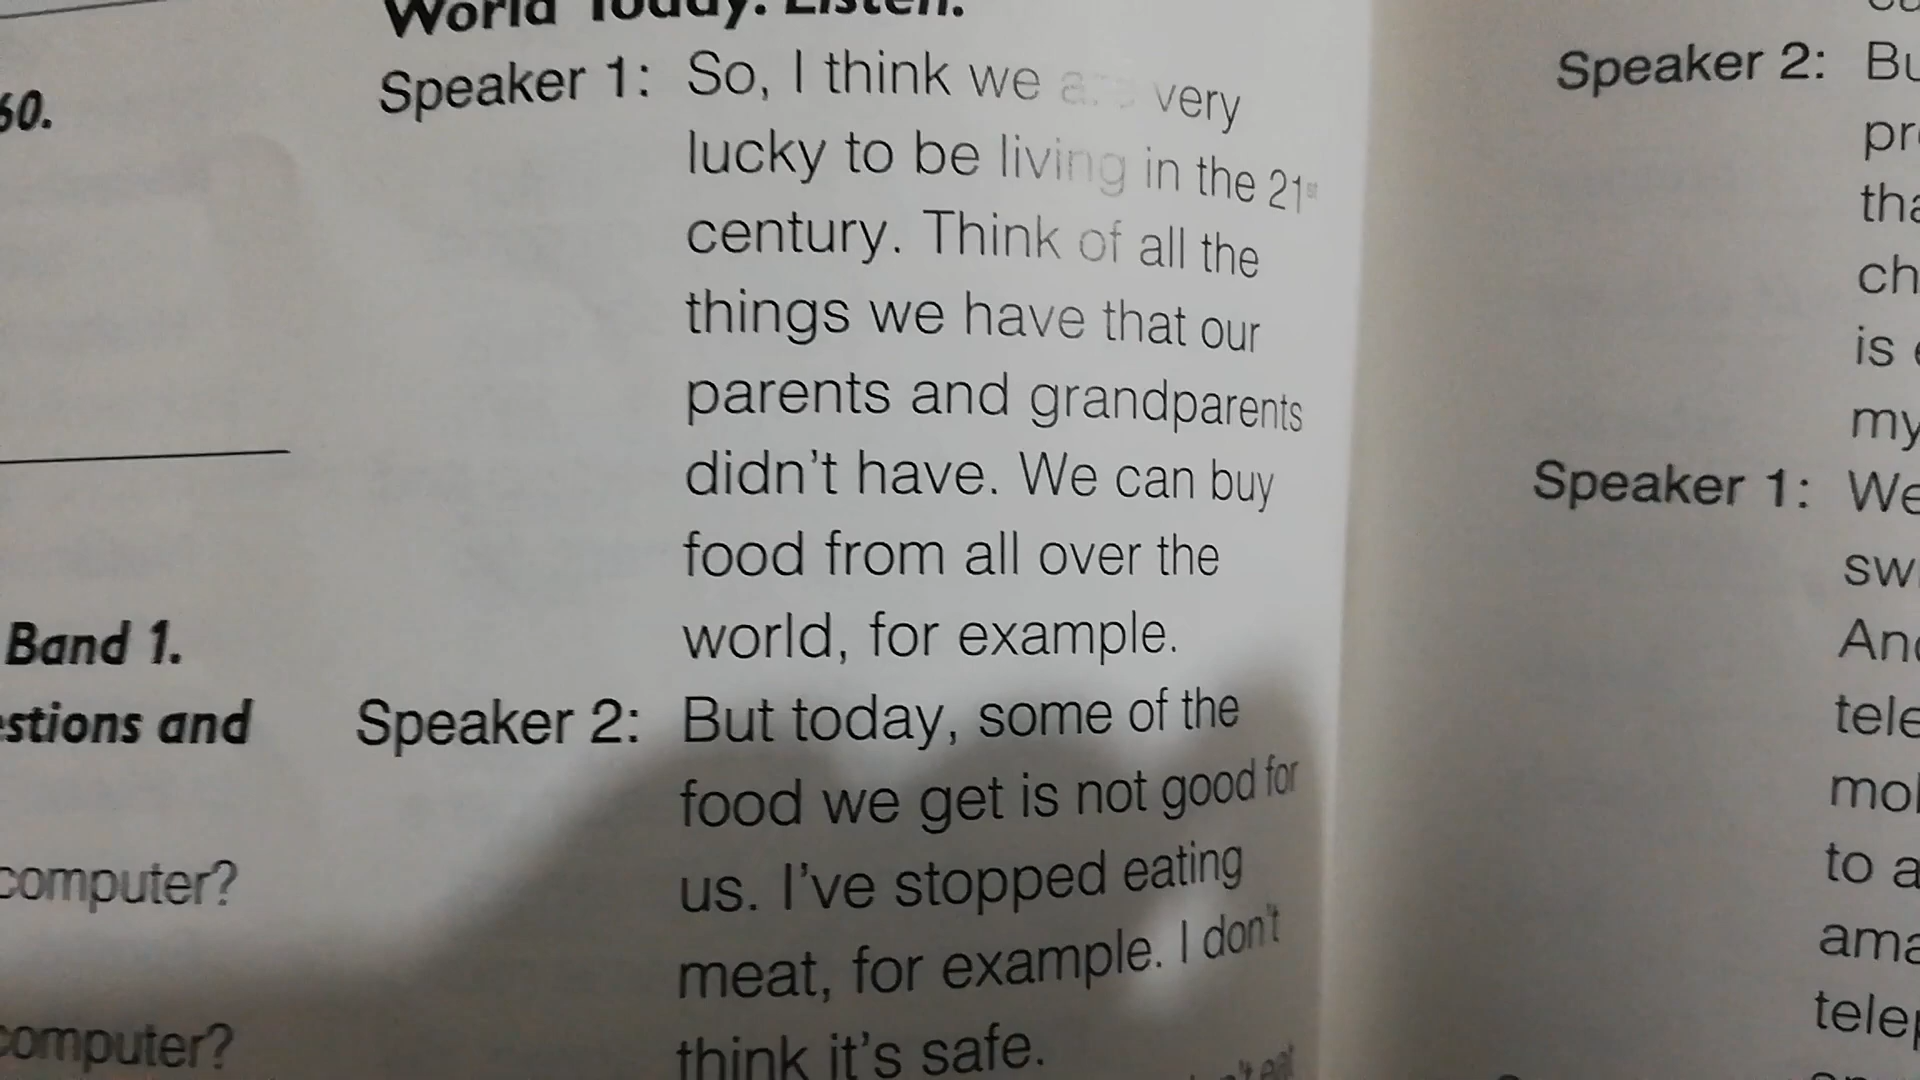 World Today. Listen.
60.
Speaker 1: So, I think we are very
lucky to be living in the 21st
century. Think of all the
things we have that our
parents and grandparents
didn't have. We can buy
food from all over the
world, for example.
Band 1.
and
Speaker 2: But today, some of the
food we get is not good for
us. I've stopped eating
computer?
meat, for example. I don't
think it's safe.
computer?
Speaker 2:
is
Speaker 1:
to